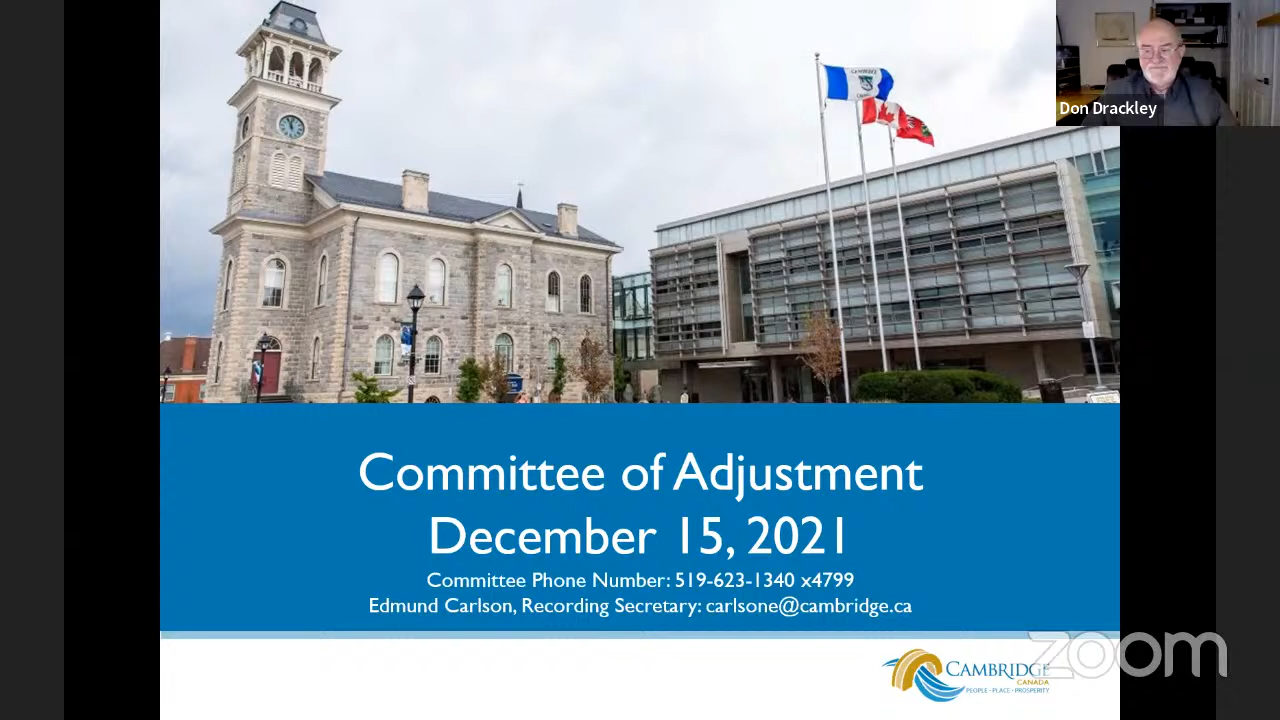 Don Drackley
Committee of Adjustment
December 15, 2021
Committee Phone Number: 519-623-1340 x4799
Edmund Carlson, Recording Secretary: carlsone@cambridge.ca
zoom
CAMBRIDGE
CANADA
PEOPLE • PLACE • PROSPERITY